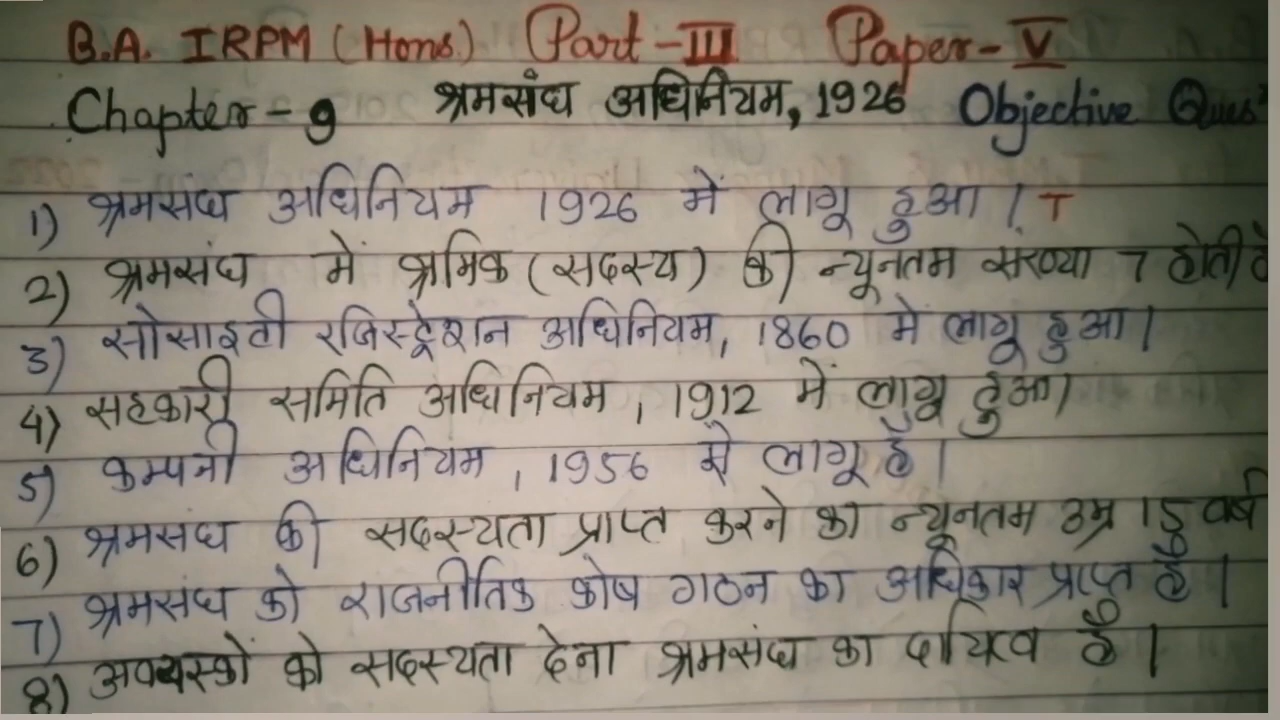 B.A. IRPM (Hons.) Part-III Paper-V
Chapter-9 श्रमसंघ अधिनियम, 1926 Objective Ques
1) श्रमसंघ अधिनियम 1926 में लागू हुआ। T
2) श्रमसंघ में श्रमिक (सदस्य) की न्यूनतम संख्या 7 होती है
3) सोसाइटी रजिस्ट्रेशन अधिनियम, 1860 में लागू हुआ।
4) सहकारी समिति अधिनियम, 1912 में लागू हुआ।
5) कम्पनी अधिनियम, 1956 से लागू है।
6) श्रमसंघ की सदस्यता प्राप्त करने का न्यूनतम उम्र 15 वर्ष
7) श्रमसंघ को राजनीतिक कोष गठन का अधिकार प्राप्त है।
8) अवयस्कों को सदस्यता देना श्रमसंघ का दायित्व है।